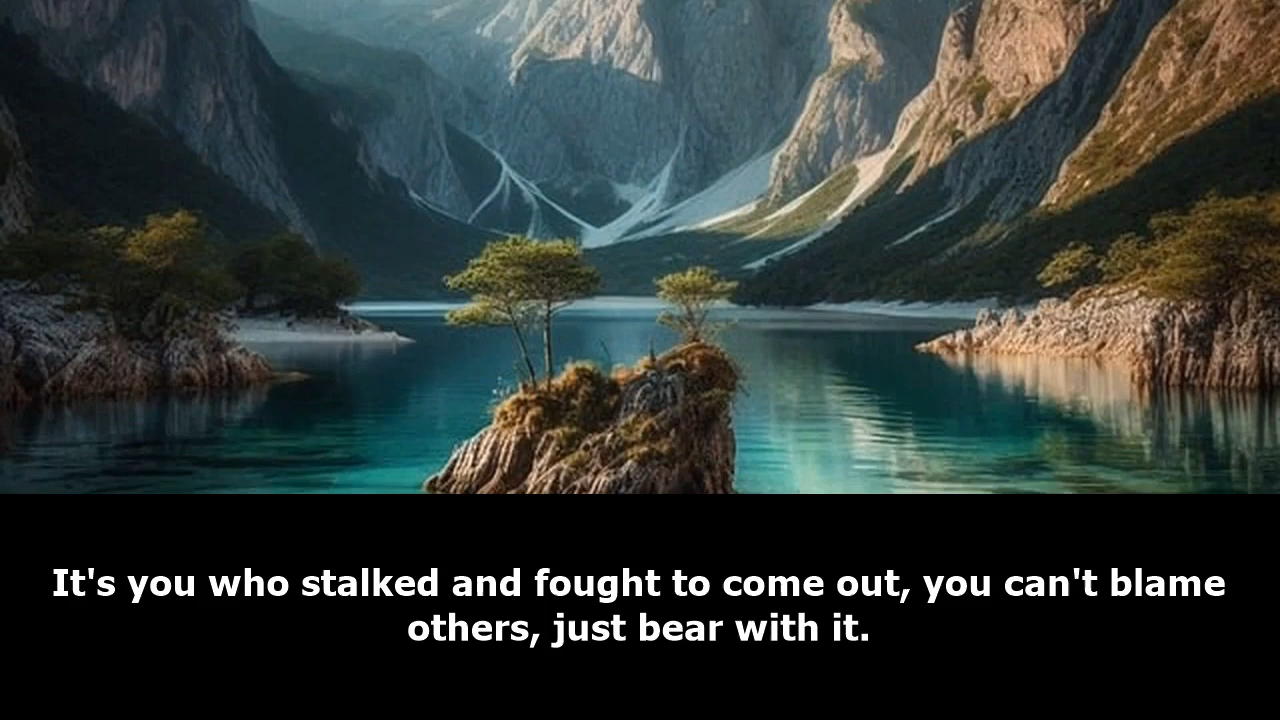 It's you who stalked and fought to come out, you can't blame
others, just bear with it.